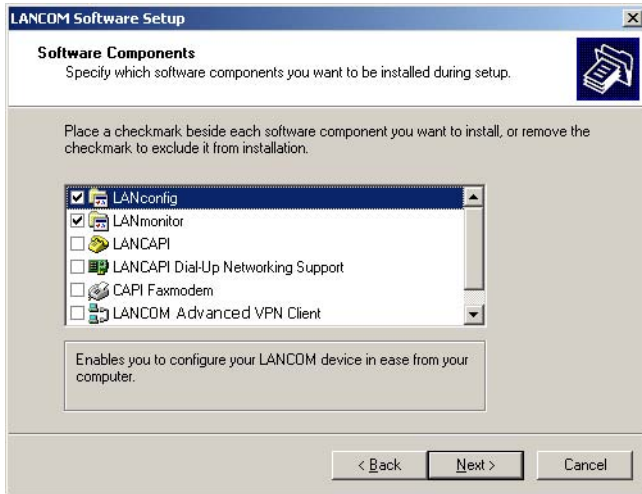 LANCOM Software Setup
Software Components
Specify which software components you want to be installed during setup.
Place a checkmark beside each software component you want to install, or remove the
checkmark to exclude it from installation.
LANconfig
LANmonitor
LANCAPI
LANCAPI Dial-Up Networking Support
CAPI Faxmodem
LANCOM Advanced VPN Client
Enables you to configure your LANCOM device in ease from your
computer.
< Back
Next >
Cancel